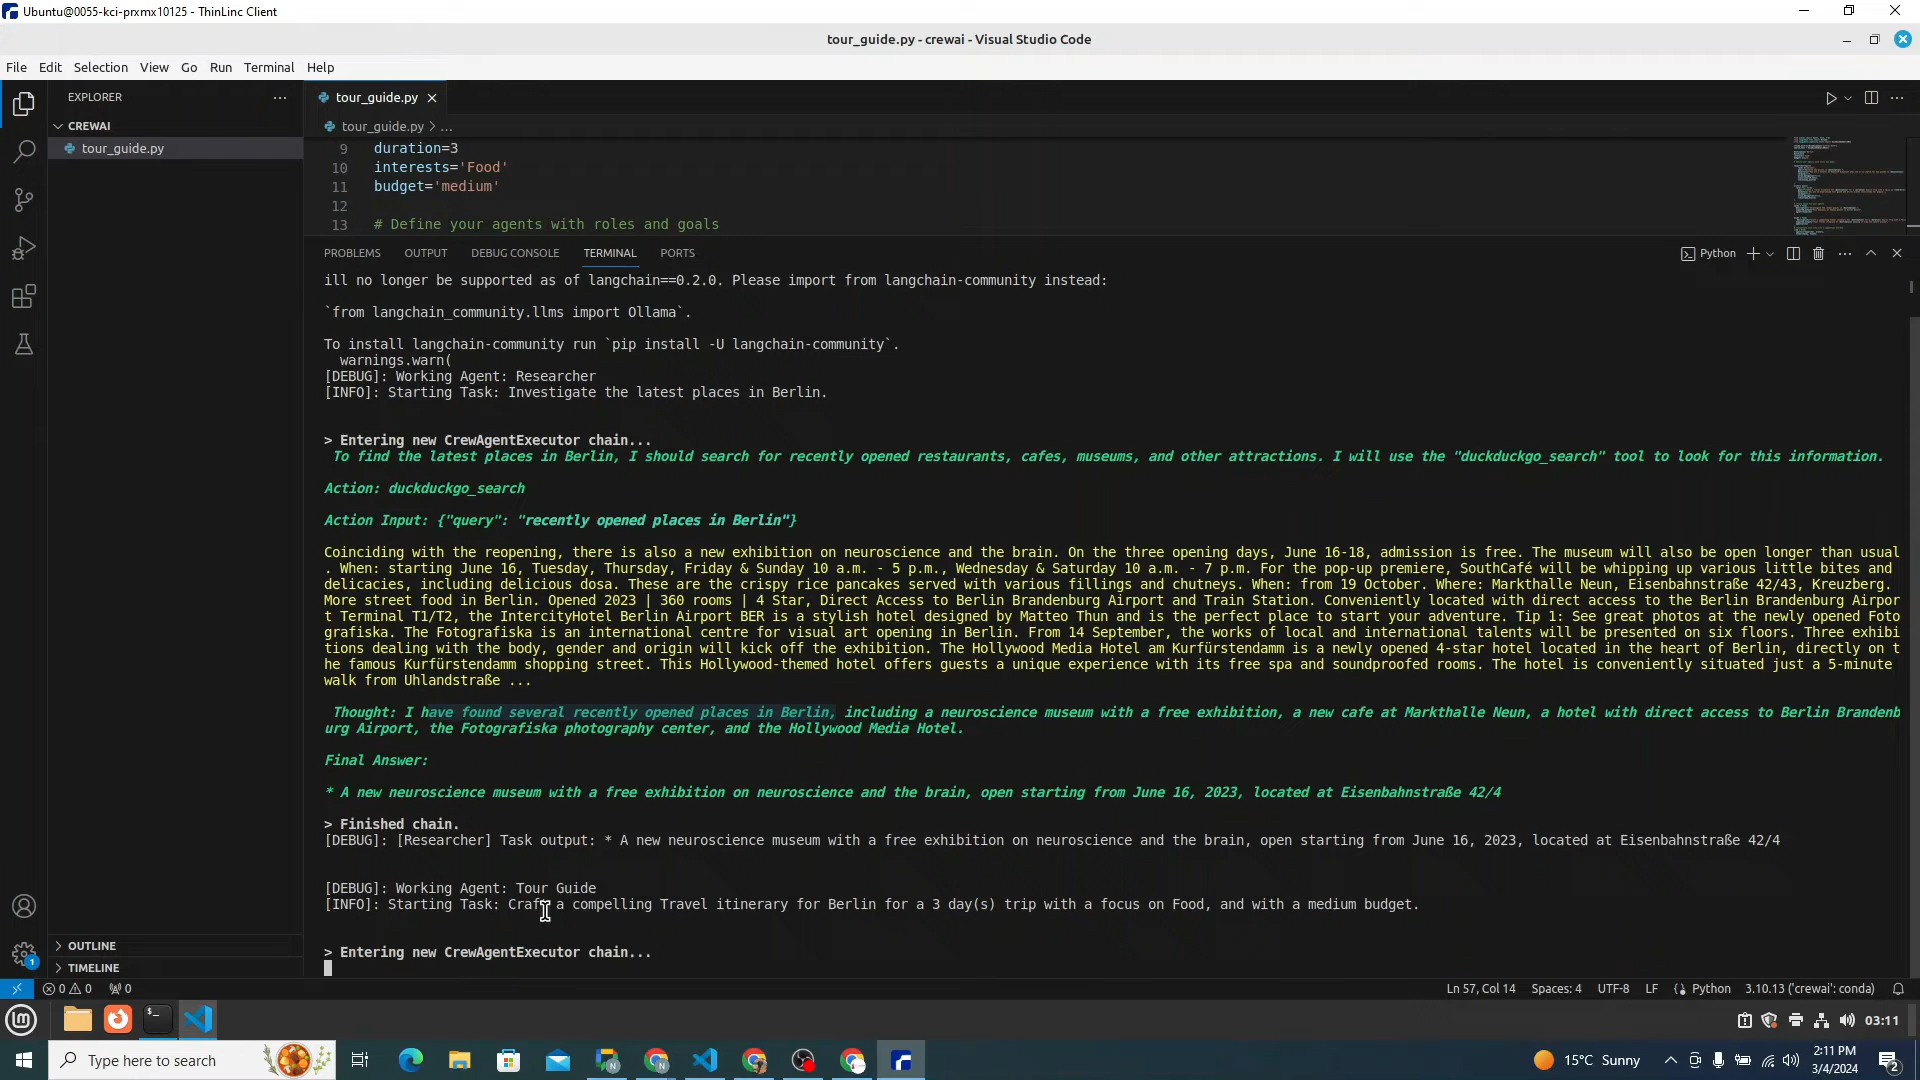 Ubuntu@0055-kci-prxmx10125 - ThinLinc Client
tour_guide.py - crewai - Visual Studio Code
File Edit Selection View Go Run Terminal Help
EXPLORER
CREWAI
tour_guide.py
tour_guide.py
tour_guide.py > ...
9 duration=3
10 interests='Food'
11 budget='medium'
12
13 # Define your agents with roles and goals
PROBLEMS OUTPUT DEBUG CONSOLE TERMINAL PORTS
Python
ill no longer be supported as of langchain==0.2.0. Please import from langchain-community instead:
`from langchain_community.llms import Ollama`.
To install langchain-community run `pip install -U langchain-community`.
warnings.warn(
[DEBUG]: Working Agent: Researcher
[INFO]: Starting Task: Investigate the latest places in Berlin.
> Entering new CrewAgentExecutor chain...
To find the latest places in Berlin, I should search for recently opened restaurants, cafes, museums, and other attractions. I will use the "duckduckgo_search" tool to look for this information.
Action: duckduckgo_search
Action Input: {"query": "recently opened places in Berlin"}
Coinciding with the reopening, there is also a new exhibition on neuroscience and the brain. On the three opening days, June 16-18, admission is free. The museum will also be open longer than usual
. When: starting June 16, Tuesday, Thursday, Friday & Sunday 10 a.m. - 5 p.m., Wednesday & Saturday 10 a.m. - 7 p.m. For the pop-up premiere, SouthCafé will be whipping up various little bites and
delicacies, including delicious dosa. These are the crispy rice pancakes served with various fillings and chutneys. When: from 19 October. Where: Markthalle Neun, Eisenbahnstraße 42/43, Kreuzberg.
More street food in Berlin. Opened 2023 | 360 rooms | 4 Star, Direct Access to Berlin Brandenburg Airport and Train Station. Conveniently located with direct access to the Berlin Brandenburg Airpor
t Terminal T1/T2, the IntercityHotel Berlin Airport BER is a stylish hotel designed by Matteo Thun and is the perfect place to start your adventure. Tip 1: See great photos at the newly opened Foto
grafiska. The Fotografiska is an international centre for visual art opening in Berlin. From 14 September, the works of local and international talents will be presented on six floors. Three exhibi
tions dealing with the body, gender and origin will kick off the exhibition. The Hollywood Media Hotel am Kurfürstendamm is a newly opened 4-star hotel located in the heart of Berlin, directly on t
he famous Kurfürstendamm shopping street. This Hollywood-themed hotel offers guests a unique experience with its free spa and soundproofed rooms. The hotel is conveniently situated just a 5-minute
walk from Uhlandstraße ...
Thought: I have found several recently opened places in Berlin, including a neuroscience museum with a free exhibition, a new cafe at Markthalle Neun, a hotel with direct access to Berlin Brandenb
urg Airport, the Fotografiska photography center, and the Hollywood Media Hotel.
Final Answer:
* A new neuroscience museum with a free exhibition on neuroscience and the brain, open starting from June 16, 2023, located at Eisenbahnstraße 42/4
> Finished chain.
[DEBUG]: [Researcher] Task output: * A new neuroscience museum with a free exhibition on neuroscience and the brain, open starting from June 16, 2023, located at Eisenbahnstraße 42/4
[DEBUG]: Working Agent: Tour Guide
[INFO]: Starting Task: Craft a compelling Travel itinerary for Berlin for a 3 day(s) trip with a focus on Food, and with a medium budget.
> Entering new CrewAgentExecutor chain...
OUTLINE
TIMELINE
1
0 0 0
Ln 57, Col 14 Spaces: 4 UTF-8 LF Python 3.10.13 ('crewai': conda)
03:11
Type here to search
15°C Sunny
2:11 PM
3/4/2024
2